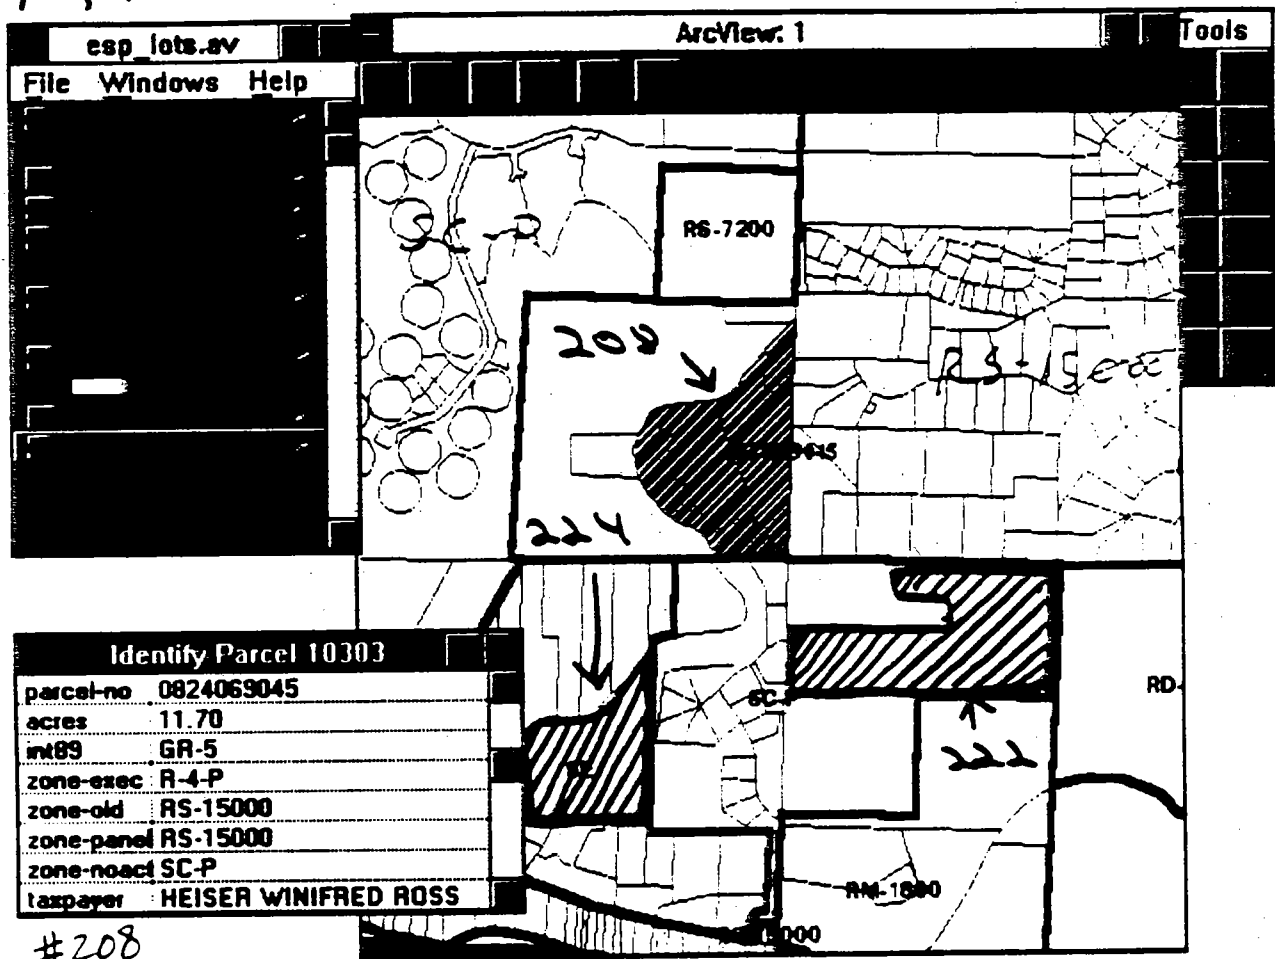 esp_lots.av
ArcView: 1
Tools
File Windows Help
SC-P
RS-7200
208
RS-15000
224
Identify Parcel 10303
parcel-no 0824069045
acres 11.70
int89 GR-5
zone-exec R-4-P
zone-old RS-15000
zone-panel RS-15000
zone-noact SC-P
taxpayer HEISER WINIFRED ROSS
RD
222
RM-1800
#208